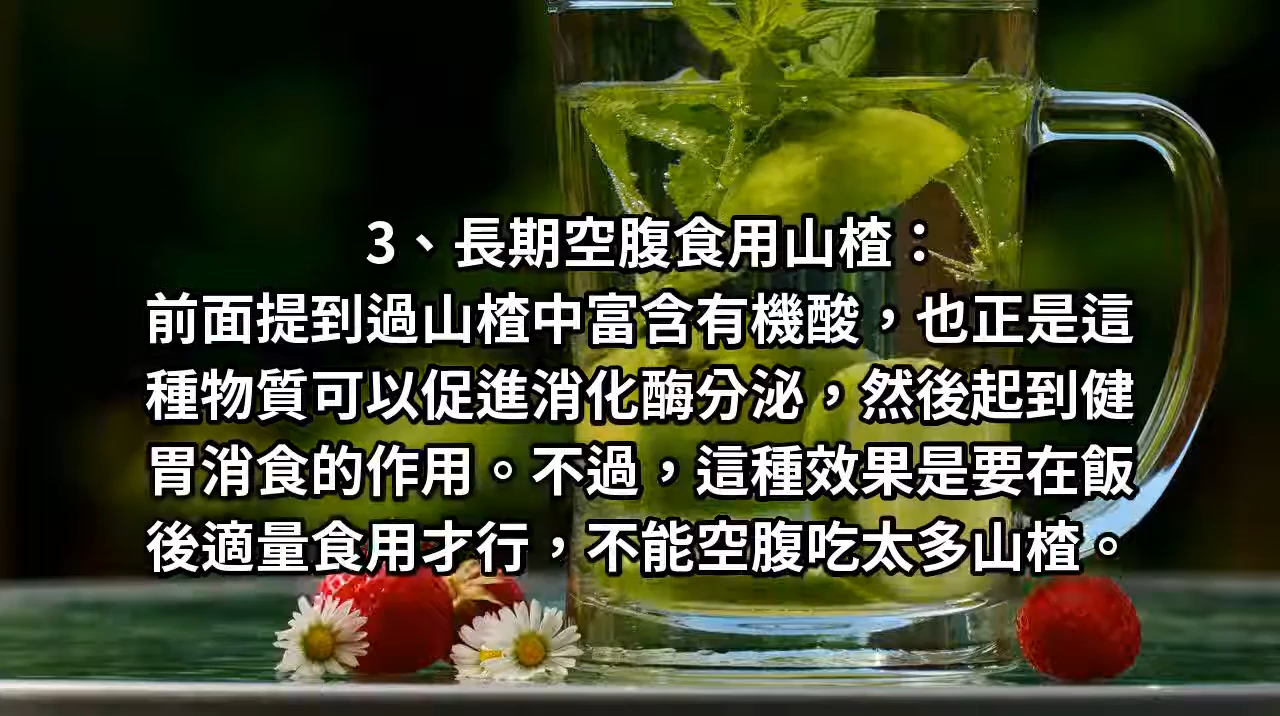 3、長期空腹食用山楂：
前面提到過山楂中富含有機酸，也正是這
種物質可以促進消化酶分泌，然後起到健
胃消食的作用。不過，這種效果是要在飯
後適量食用才行，不能空腹吃太多山楂。